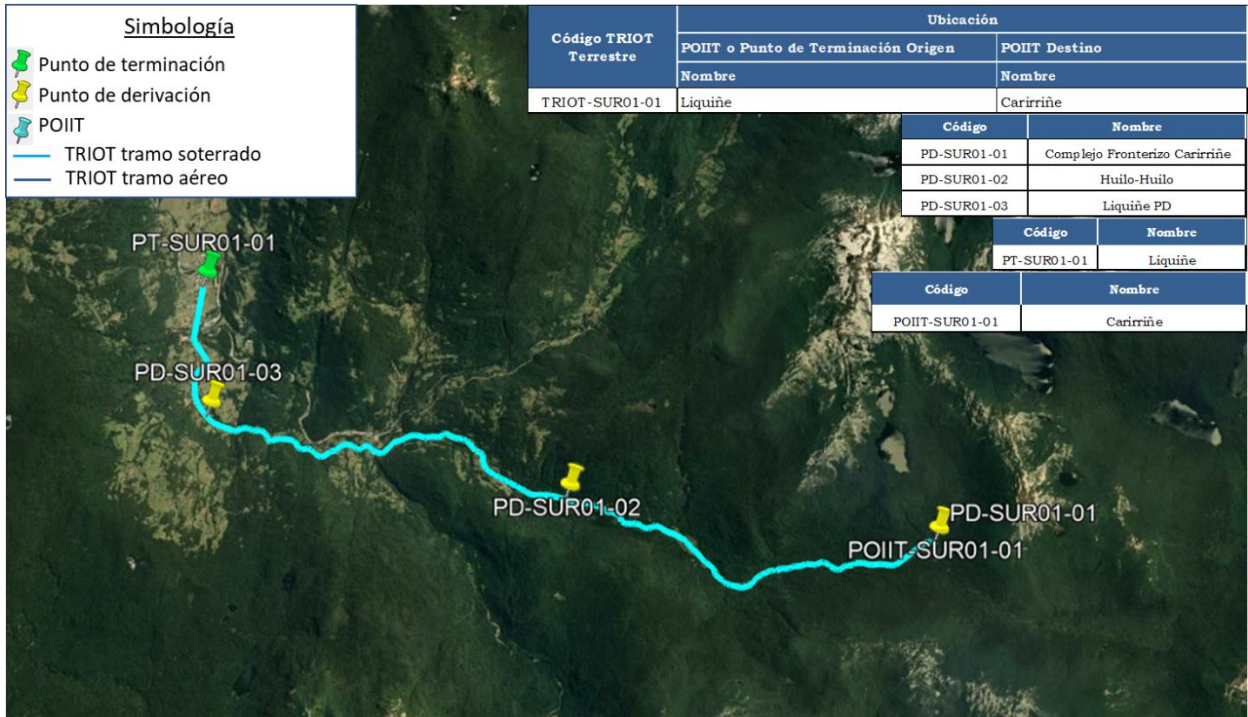 Simbología
Punto de terminación
Punto de derivación
POIIT
TRIOT tramo soterrado
TRIOT tramo aéreo
Código TRIOT Terrestre
Ubicación
POIIT o Punto de Terminación Origen
POIIT Destino
Nombre
Nombre
TRIOT-SUR01-01
Liquiñe
Carirriñe
Código
Nombre
PD-SUR01-01
Complejo Fronterizo Carirriñe
PD-SUR01-02
Huilo-Huilo
PD-SUR01-03
Liquiñe PD
Código
Nombre
PT-SUR01-01
Liquiñe
Código
Nombre
POIIT-SUR01-01
Carirriñe
PT-SUR01-01
PD-SUR01-03
PD-SUR01-02
PD-SUR01-01
POIIT-SUR01-01